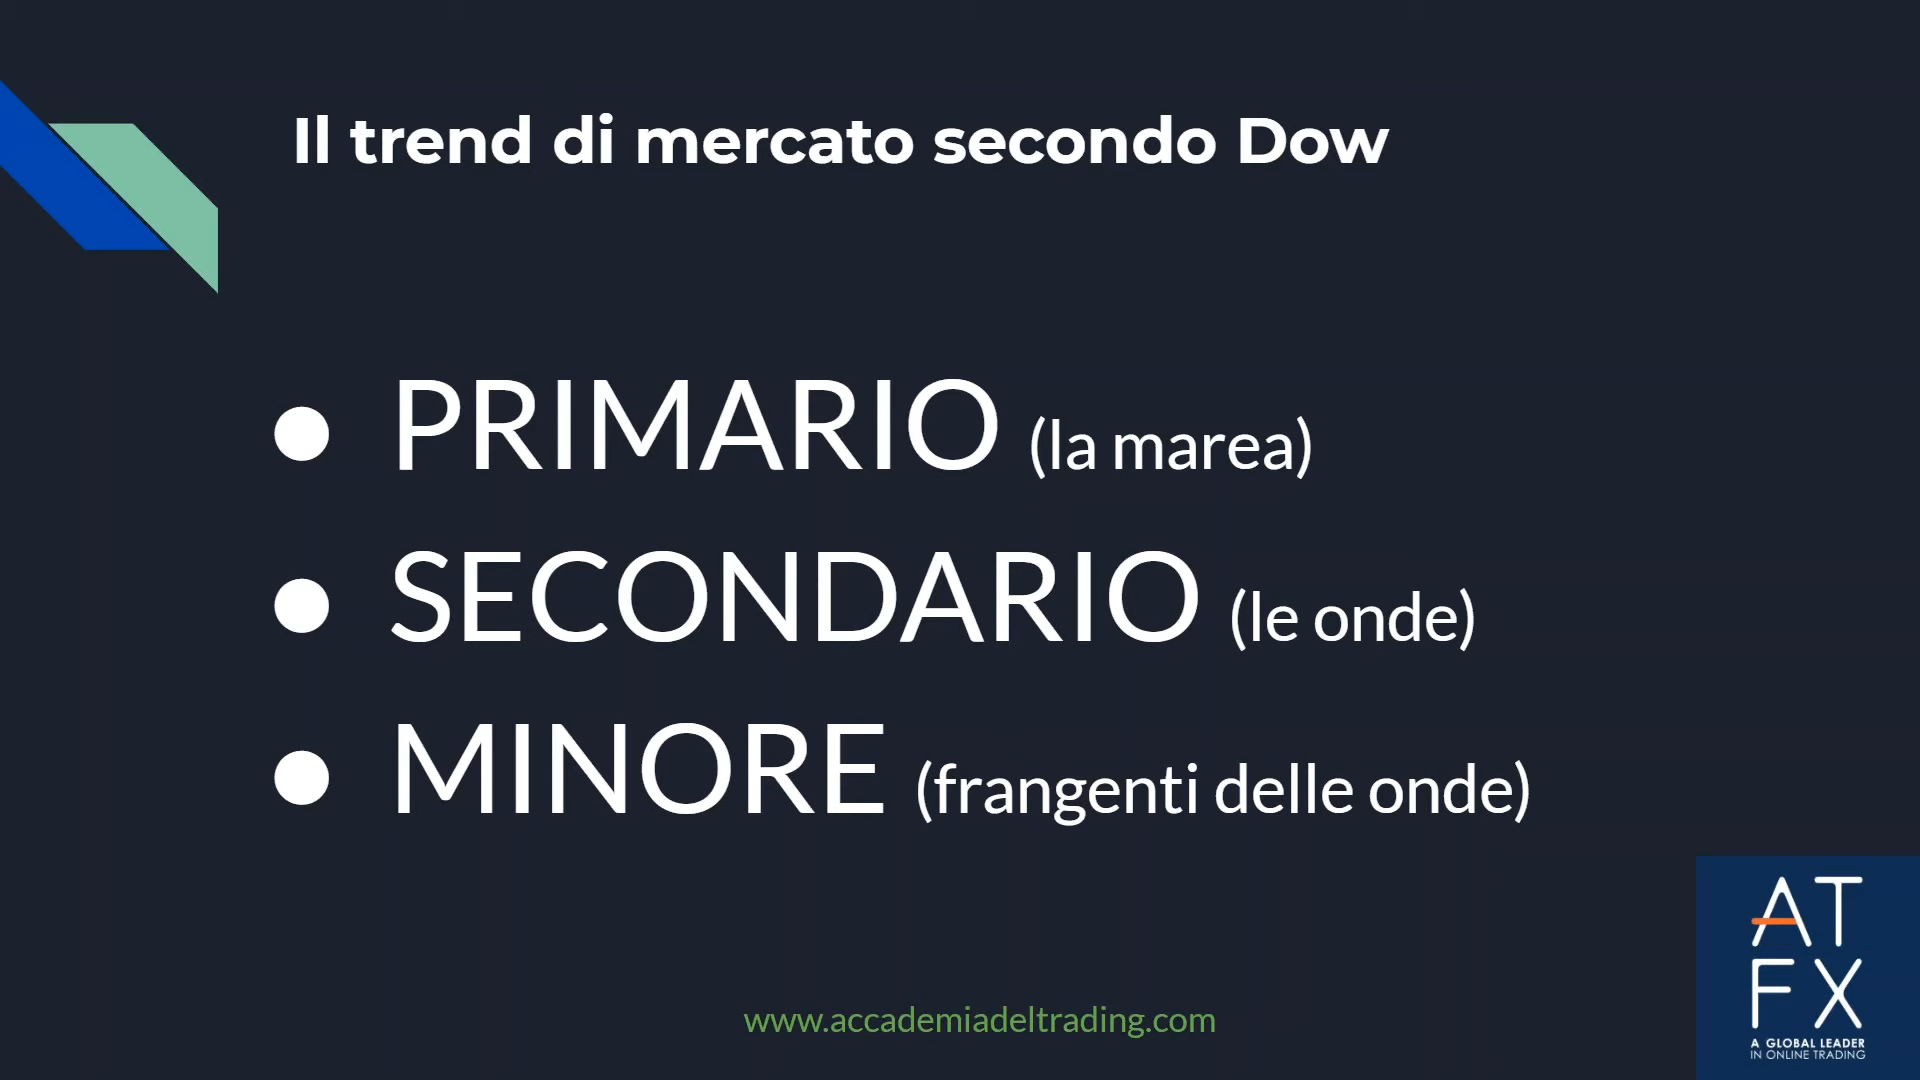 Il trend di mercato secondo Dow
● PRIMARIO (la marea)
● SECONDARIO (le onde)
● MINORE (frangenti delle onde)
www.accademiadeltrading.com
AT
FX
A GLOBAL LEADER
IN ONLINE TRADING